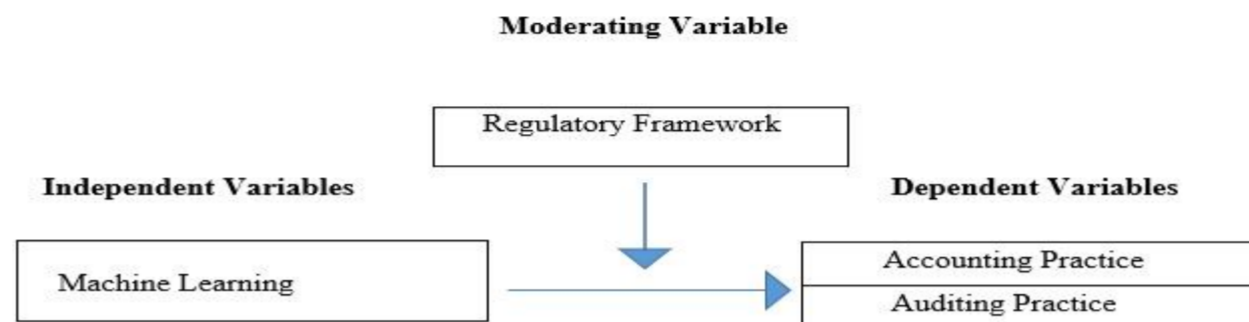 Moderating Variable
Regulatory Framework
Independent Variables
Dependent Variables
Machine Learning
Accounting Practice
Auditing Practice